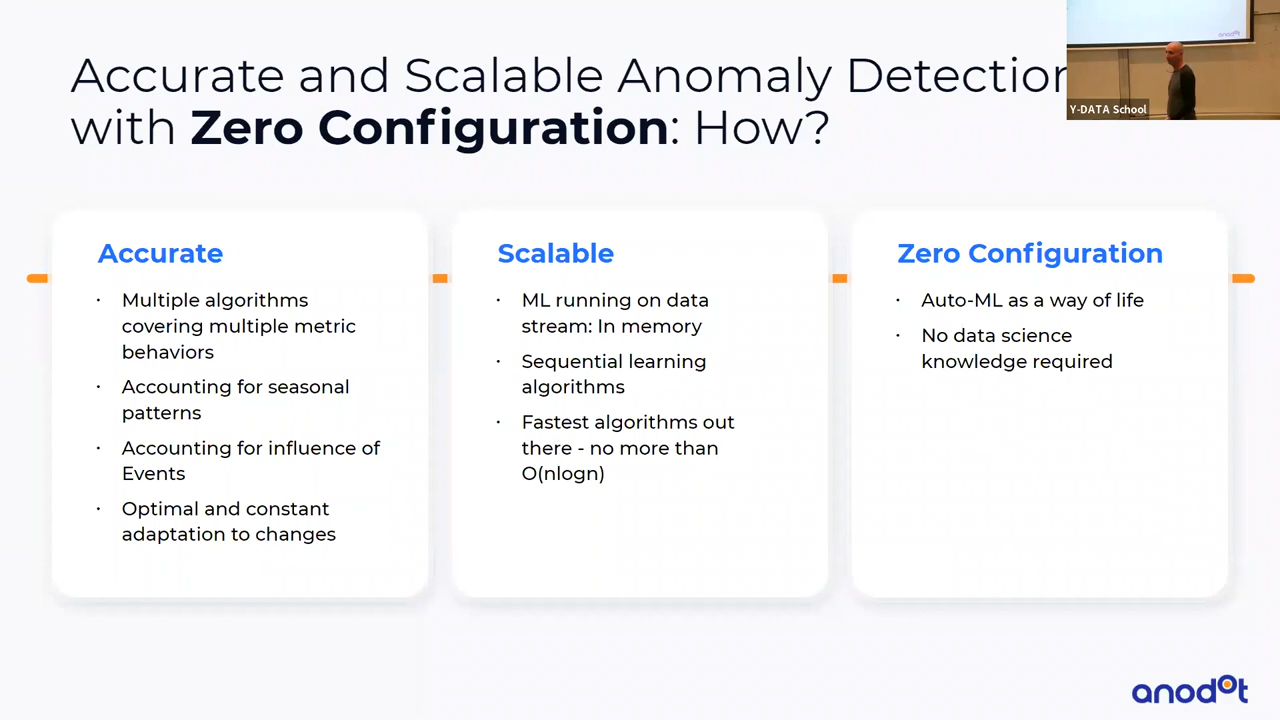 Accurate and Scalable Anomaly Detection
with Zero Configuration: How?
Y-DATA School
Accurate
· Multiple algorithms
covering multiple metric
behaviors
· Accounting for seasonal
patterns
· Accounting for influence of
Events
· Optimal and constant
adaptation to changes
Scalable
· ML running on data
stream: In memory
· Sequential learning
algorithms
· Fastest algorithms out
there - no more than
O(nlogn)
Zero Configuration
· Auto-ML as a way of life
· No data science
knowledge required
anodot
anodot